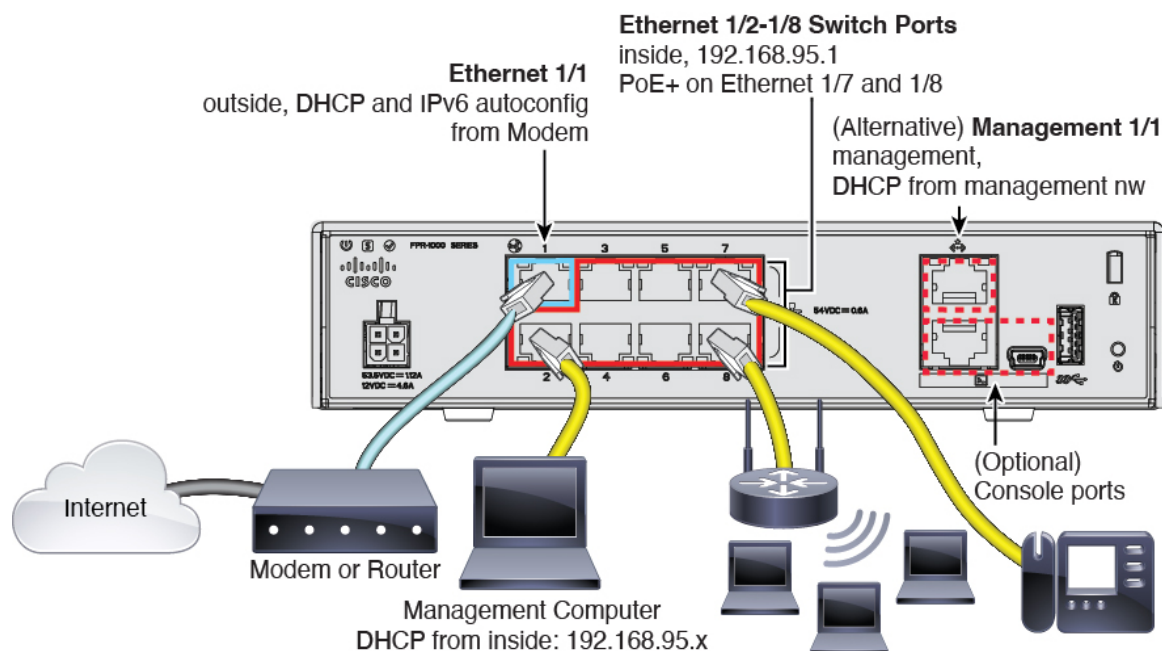 Ethernet 1/2-1/8 Switch Ports
inside, 192.168.95.1
PoE+ on Ethernet 1/7 and 1/8
Ethernet 1/1
outside, DHCP and IPv6 autoconfig
from Modem
(Alternative) Management 1/1
management,
DHCP from management nw
FPR-1000 SERIES
CISCO
1 3 5 7
54VDC⎓0.6A
53.5VDC⎓1.12A
12VDC⎓4.6A
2 4 6 8
(Optional)
Console ports
Internet
Modem or Router
Management Computer
DHCP from inside: 192.168.95.x